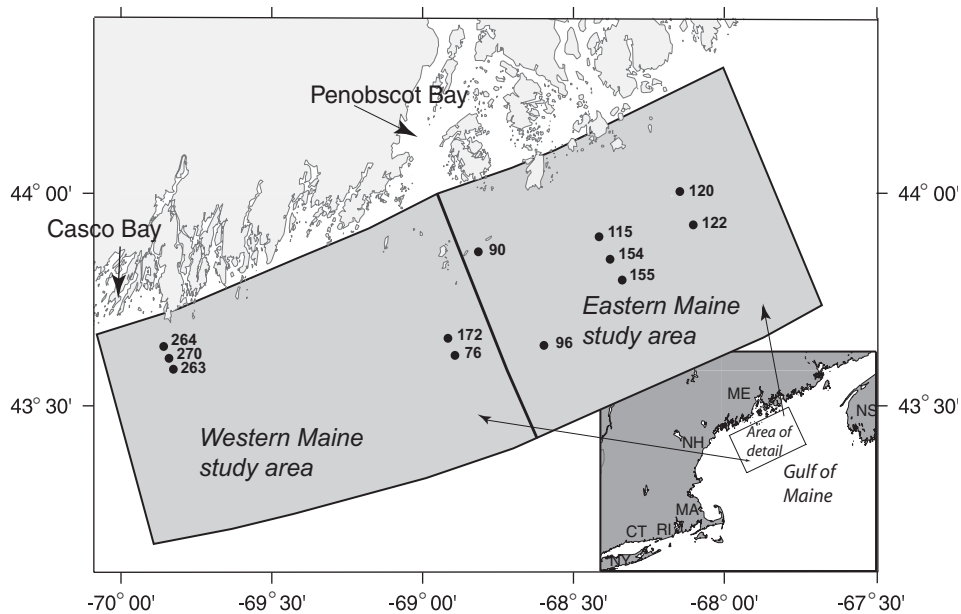 Penobscot Bay
44° 00'
44° 00'
120
Casco Bay
122
115
90
154
155
Eastern Maine
study area
264
270
263
172
76
96
43° 30'
43° 30'
Western Maine
study area
ME
NS
NH
Area of
detail
Gulf of
Maine
MA
CT
RI
NY
-70° 00'
-69° 30'
-69° 00'
-68° 30'
-68° 00'
-67° 30'